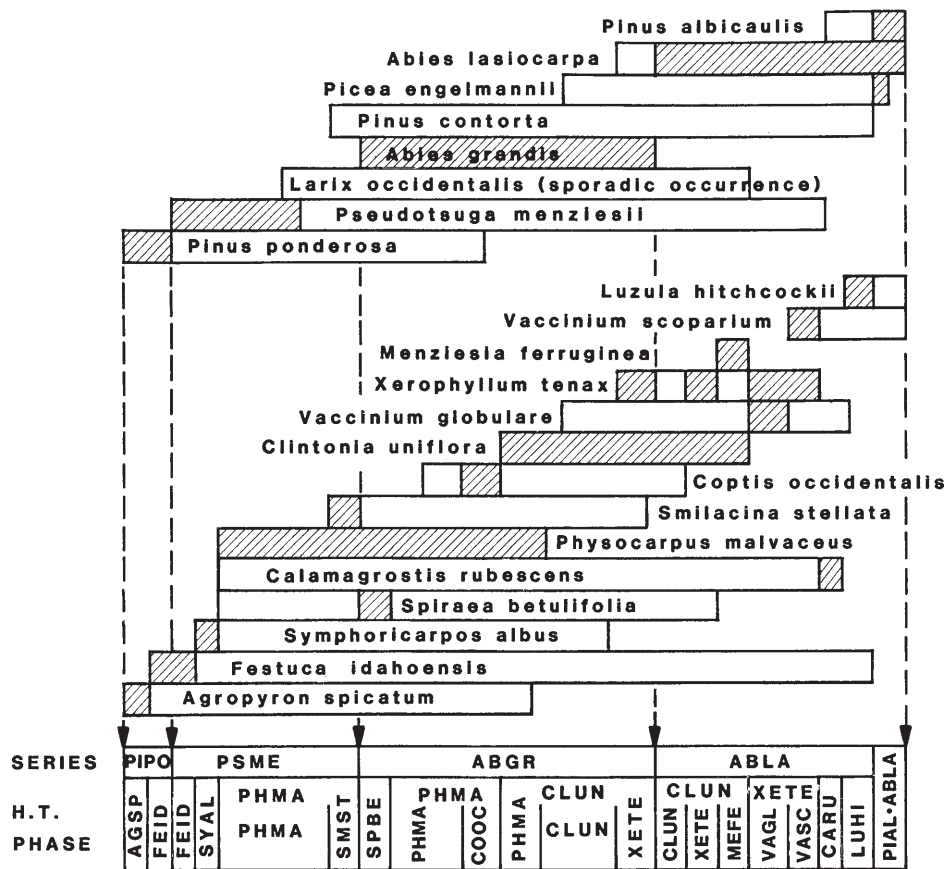 Pinus albicaulis
Abies lasiocarpa
Picea engelmannii
Pinus contorta
Abies grandis
Larix occidentalis (sporadic occurrence)
Pseudotsuga menziesii
Pinus ponderosa
Luzula hitchcockii
Vaccinium scoparium
Menziesia ferruginea
Xerophyllum tenax
Vaccinium globulare
Clintonia uniflora
Coptis occidentalis
Smilacina stellata
Physocarpus malvaceus
Calamagrostis rubescens
Spiraea betulifolia
Symphoricarpos albus
Festuca idahoensis
Agropyron spicatum
SERIES PIPO PSME ABGR ABLA PIAL·ABLA
H.T. AGSP FEID FEID SYAL PHMA SPBE PHMA CLUN CLUN XETE CARU LUHI
PHASE PHMA SMST PHMA COOC PHMA CLUN XETE CLUN XETE MEFE VAGL VASC